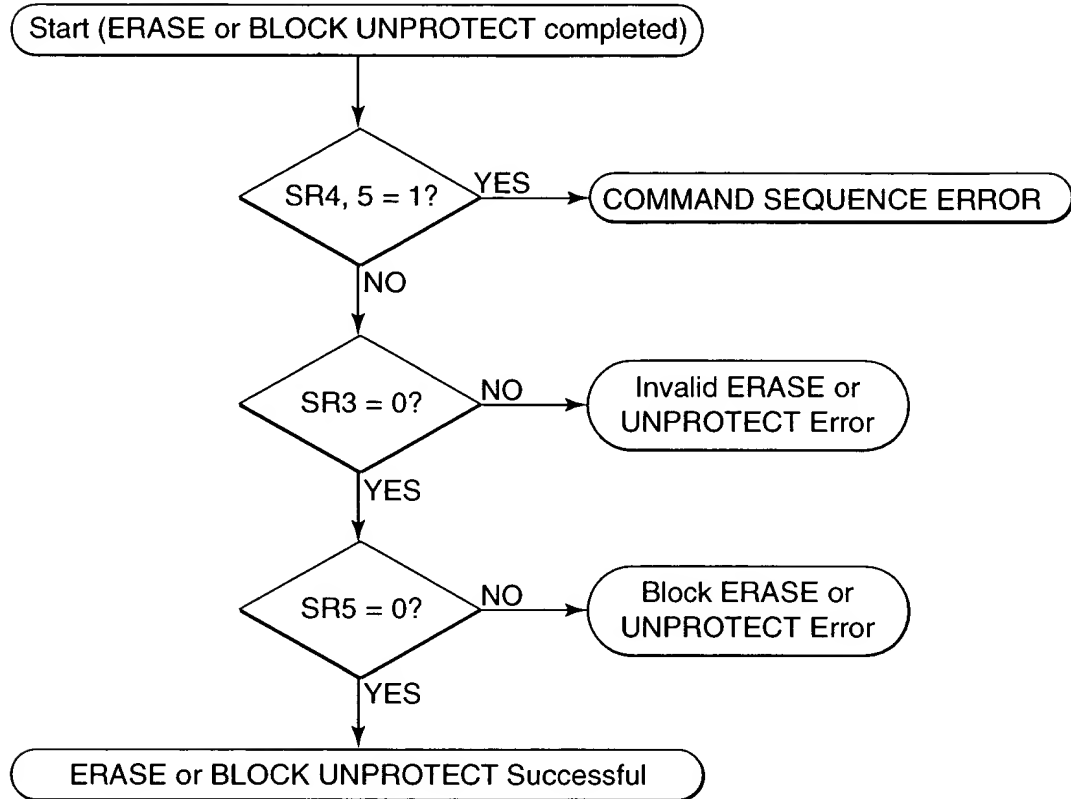 Start (ERASE or BLOCK UNPROTECT completed)
SR4, 5 = 1?
YES
COMMAND SEQUENCE ERROR
NO
SR3 = 0?
NO
Invalid ERASE or
UNPROTECT Error
YES
SR5 = 0?
NO
Block ERASE or
UNPROTECT Error
YES
ERASE or BLOCK UNPROTECT Successful